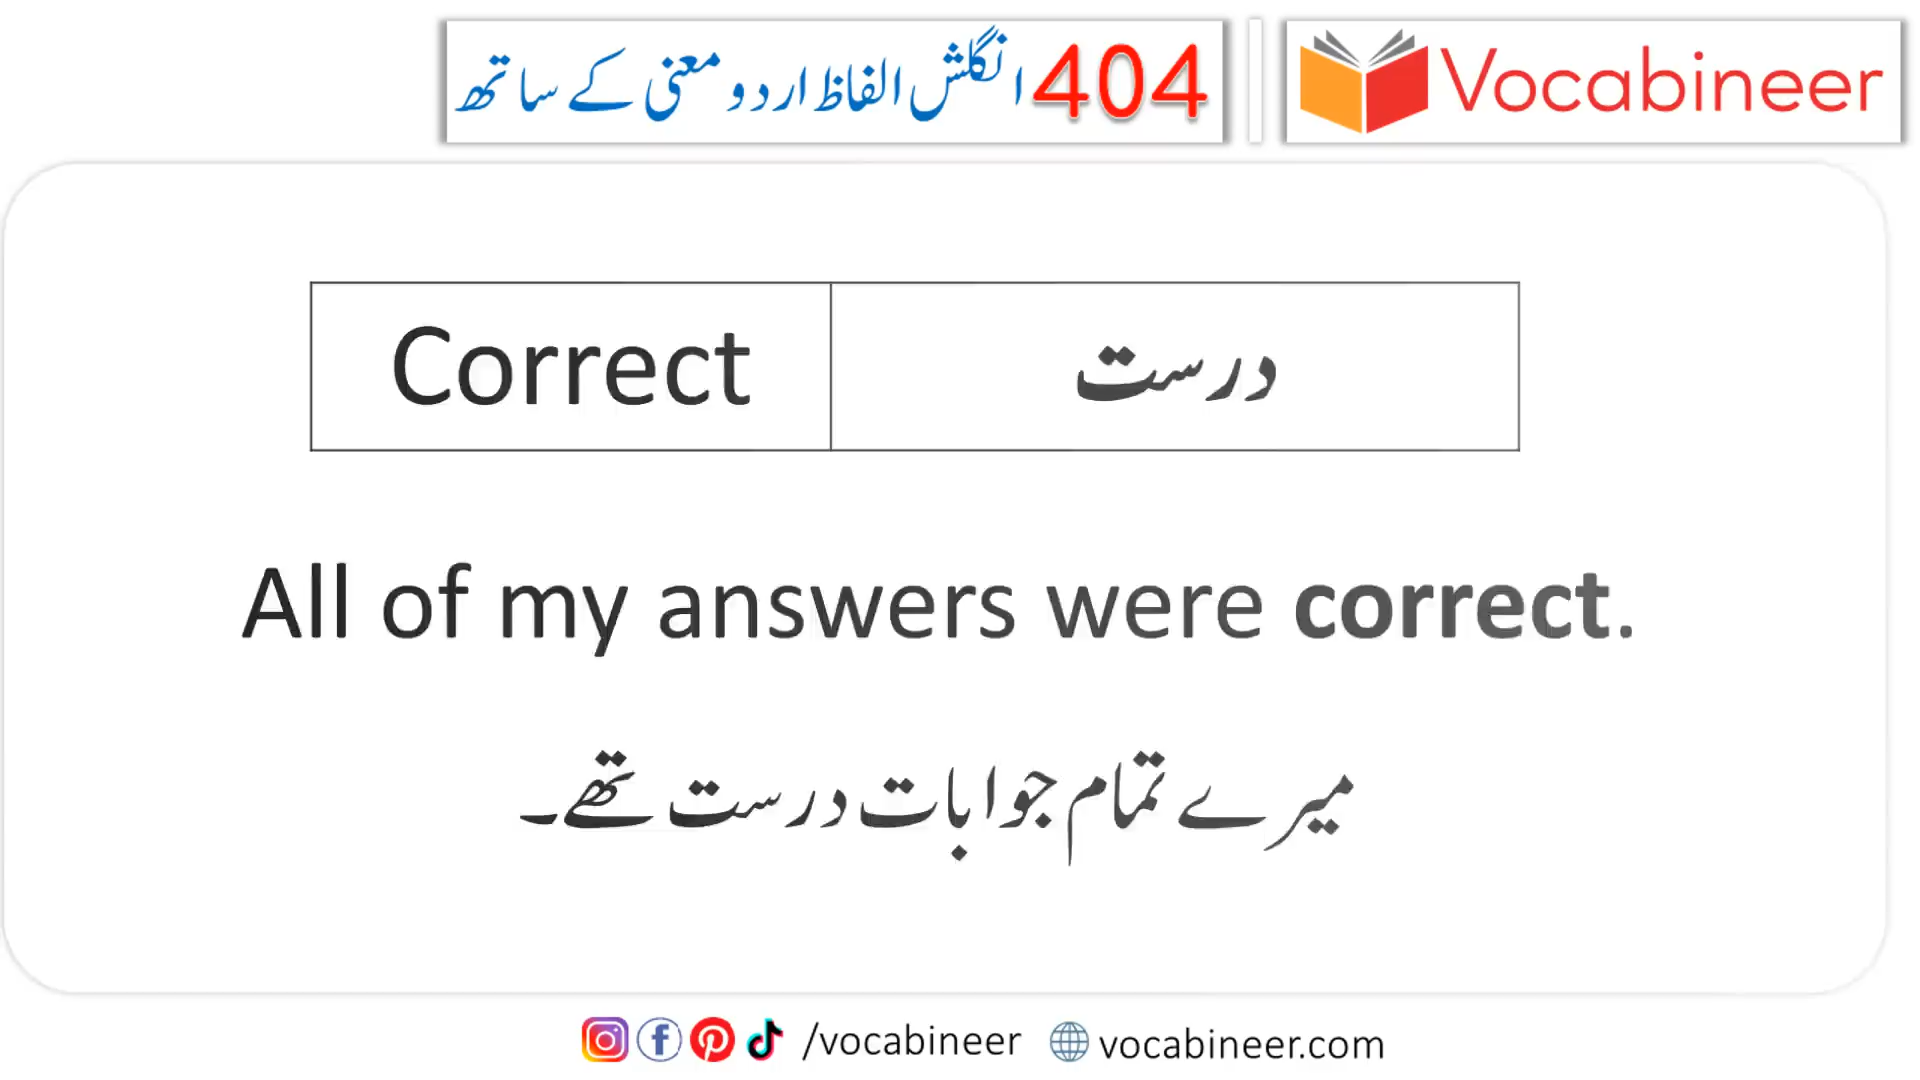 404 انگلش الفاظ اردو معنی کے ساتھ
Vocabineer
Correct
درست
All of my answers were correct.
میرے تمام جوابات درست تھے۔
/vocabineer
vocabineer.com